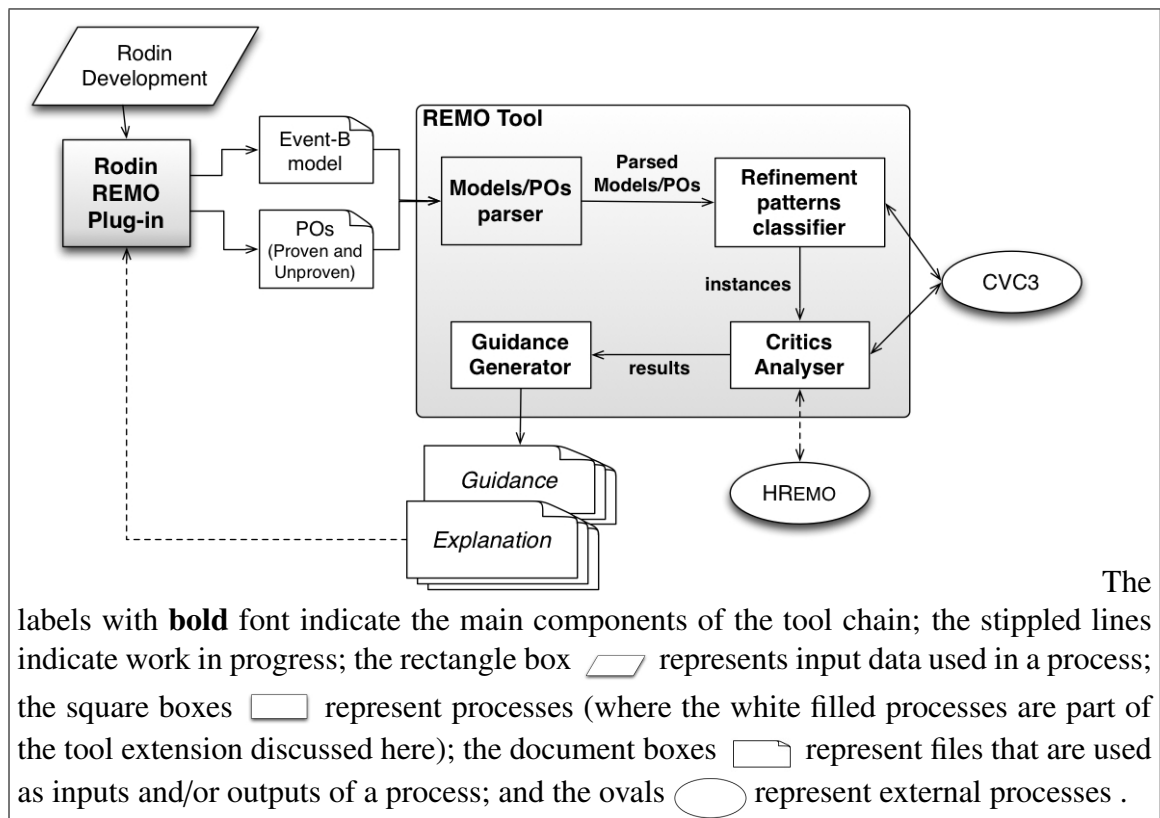 Rodin
Development
Rodin
REMO
Plug-in
Event-B
model
POs
(Proven and
Unproven)
REMO Tool
Models/POs
parser
Parsed
Models/POs
Refinement
patterns
classifier
instances
CVC3
Guidance
Generator
results
Critics
Analyser
HREMO
Guidance
Explanation
The
labels with bold font indicate the main components of the tool chain; the stippled lines
indicate work in progress; the rectangle box represents input data used in a process;
the square boxes represent processes (where the white filled processes are part of
the tool extension discussed here); the document boxes represent files that are used
as inputs and/or outputs of a process; and the ovals represent external processes .